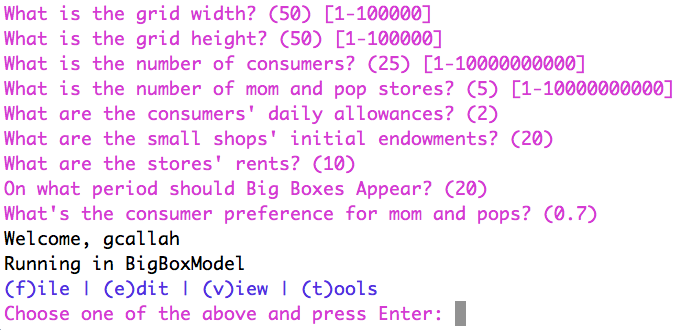 What is the grid width? (50) [1-100000]
What is the grid height? (50) [1-100000]
What is the number of consumers? (25) [1-10000000000]
What is the number of mom and pop stores? (5) [1-10000000000]
What are the consumers' daily allowances? (2)
What are the small shops' initial endowments? (20)
What are the stores' rents? (10)
On what period should Big Boxes Appear? (20)
What's the consumer preference for mom and pops? (0.7)
Welcome, gcallah
Running in BigBoxModel
(f)ile | (e)dit | (v)iew | (t)ools
Choose one of the above and press Enter: